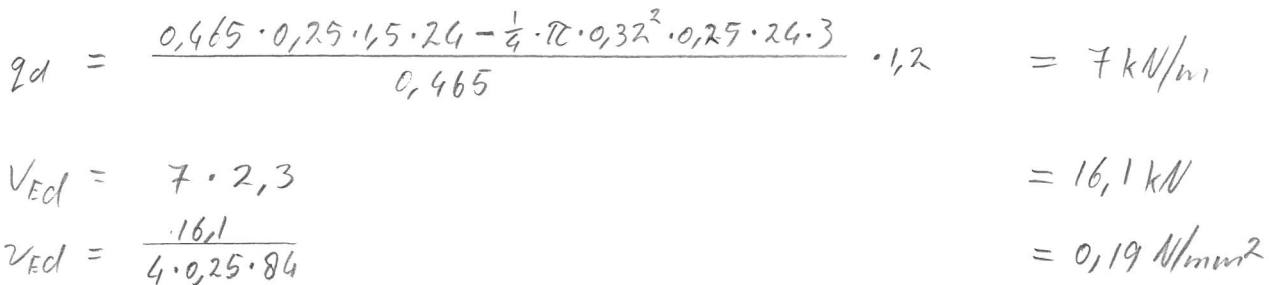 qd = (0,465 · 0,25 · 1,5 · 24 − 1/4 · π · 0,32² · 0,25 · 24 · 3) / 0,465 · 1,2 = 7 kN/m
VEd = 7 · 2,3 = 16,1 kN
vEd = 16,1 / (4 · 0,25 · 84) = 0,19 N/mm²